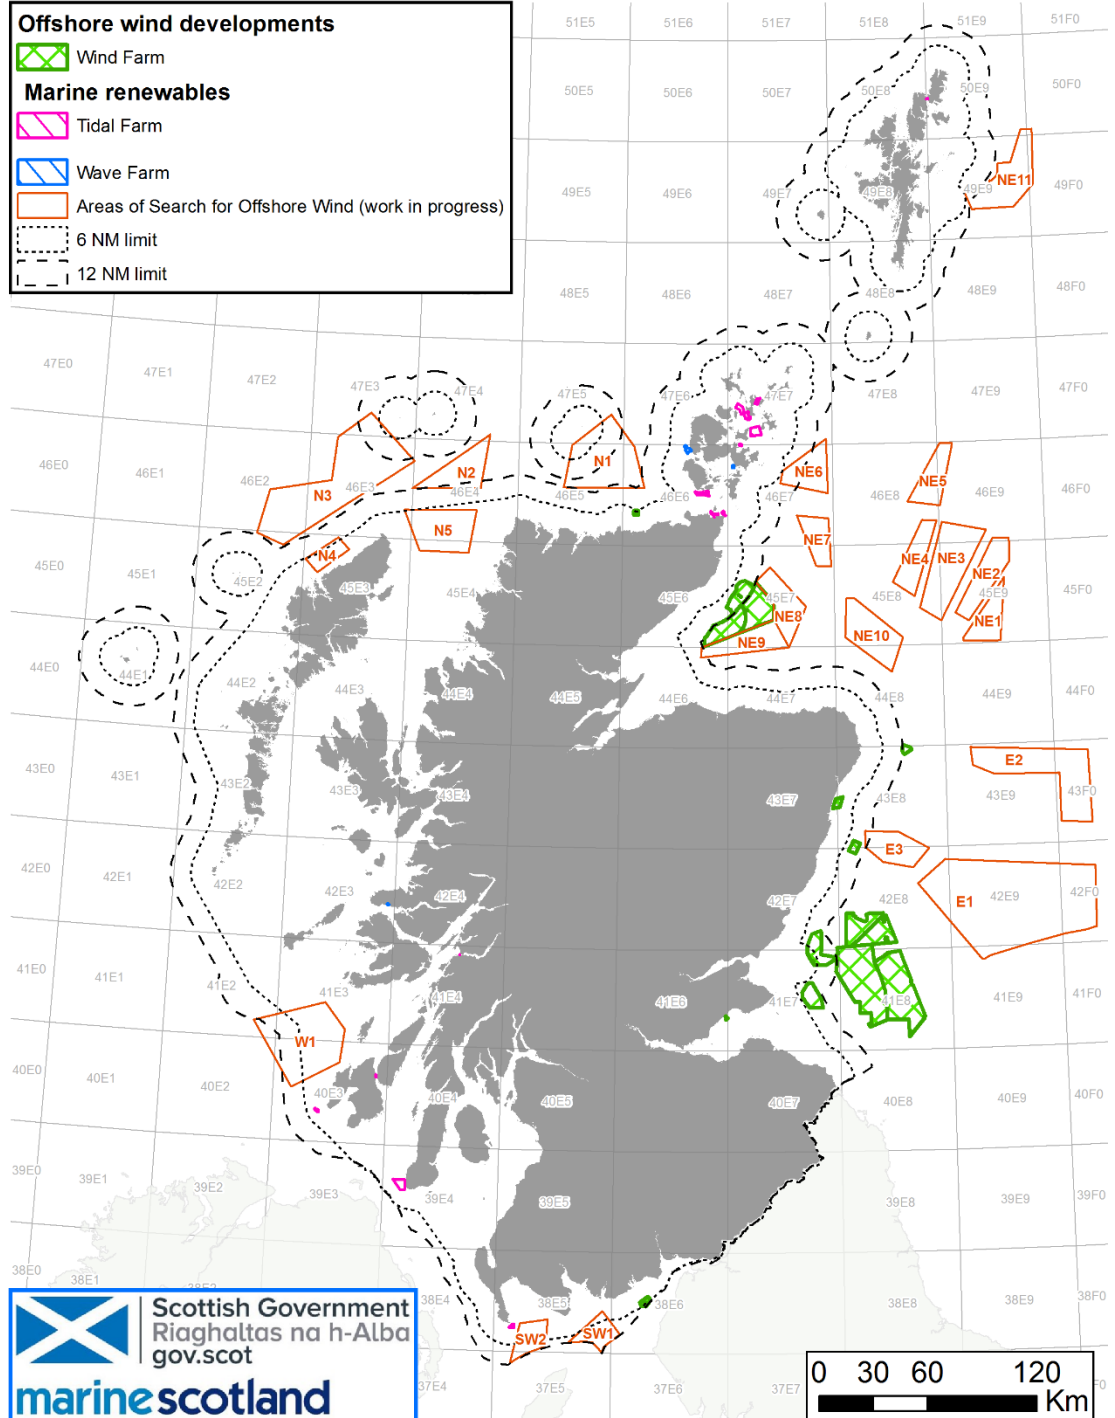 Offshore wind developments
Wind Farm
Marine renewables
Tidal Farm
Wave Farm
Areas of Search for Offshore Wind (work in progress)
6 NM limit
12 NM limit
51E5 51E6 51E7 51E8 51E9 51F0
50E5 50E6 50E7 50E8 50E9 50F0
49E5 49E6 49E7 49E8 49E9 NE11 49F0
48E5 48E6 48E7 48E8 48E9 48F0
47E0 47E1 47E2 47E3 47E4 47E5 47E6 47E7 47E8 47E9 47F0
46E0 46E1 46E2 N3 46E3 N2 46E4 N1 46E5 46E6 46E7 NE6 46E8 NE5 46E9 46F0
N5 NE7
45E0 45E1 45E2 N4 45E3 45E4 45E6 45E7 NE8 45E8 NE4 NE3 NE2 45E9 NE1 45F0
NE9 NE10
44E0 44E1 44E2 44E3 44E4 44E5 44E6 44E7 44E8 44E9 44F0
43E0 43E1 43E2 43E3 43E4 43E7 43E8 E2 43E9 43F0
E3
42E0 42E1 42E2 42E3 42E4 42E7 42E8 E1 42E9 42F0
41E0 41E1 41E2 41E3 41E4 41E6 41E7 41E8 41E9 41F0
W1
40E0 40E1 40E2 40E3 40E4 40E5 40E7 40E8 40E9 40F0
39E0 39E1 39E2 39E3 39E4 39E5 39E8 39E9 39F0
38E0 38E1 38E2 38E4 38E5 38E6 38E8 38E9 38F0
SW2 SW1
37E4 37E5 37E6 37E7
Scottish Government
Riaghaltas na h-Alba
gov.scot
marinescotland
0 30 60 120
Km